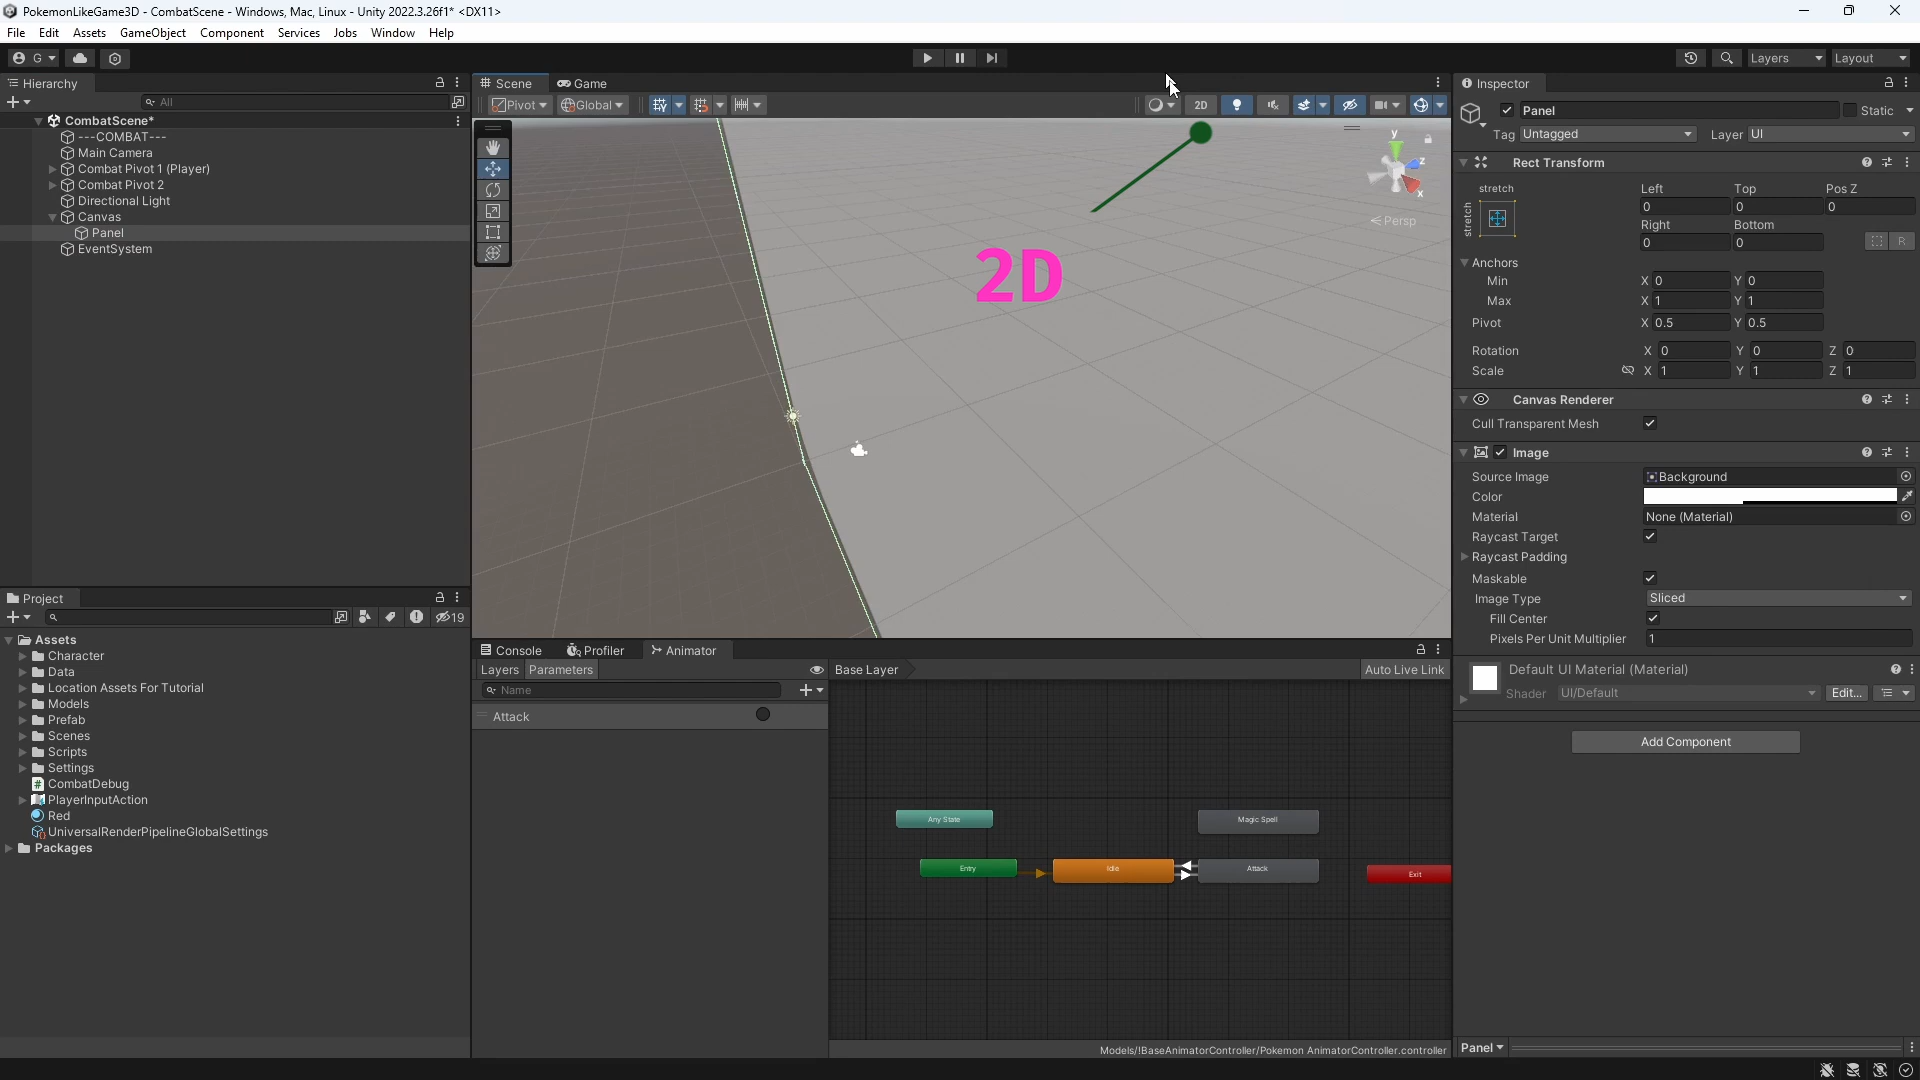 PokemonLikeGame3D - CombatScene - Windows, Mac, Linux - Unity 2022.3.26f1* <DX11>
File Edit Assets GameObject Component Services Jobs Window Help
G Layers Layout
Hierarchy
All
CombatScene*
---COMBAT---
Main Camera
Combat Pivot 1 (Player)
Combat Pivot 2
Directional Light
Canvas
Panel
EventSystem
Scene Game
Pivot Global 2D
y
z
x
Persp
2D
Inspector
Panel Static
Tag Untagged Layer UI
Rect Transform
stretch Left Top Pos Z
stretch 0 0 0
Right Bottom
0 0 R
Anchors
Min X 0 Y 0
Max X 1 Y 1
Pivot X 0.5 Y 0.5
Rotation X 0 Y 0 Z 0
Scale X 1 Y 1 Z 1
Canvas Renderer
Cull Transparent Mesh
Image
Source Image Background
Color
Material None (Material)
Raycast Target
Raycast Padding
Maskable
Image Type Sliced
Fill Center
Pixels Per Unit Multiplier 1
Default UI Material (Material)
Shader UI/Default Edit...
Add Component
Panel
Project
19
Assets
Character
Data
Location Assets For Tutorial
Models
Prefab
Scenes
Scripts
Settings
CombatDebug
PlayerInputAction
Red
UniversalRenderPipelineGlobalSettings
Packages
Console Profiler Animator
Layers Parameters Base Layer Auto Live Link
Name
Attack
Any State Magic Spell
Entry Idle Attack Exit
Models/!BaseAnimatorController/Pokemon AnimatorController.controller